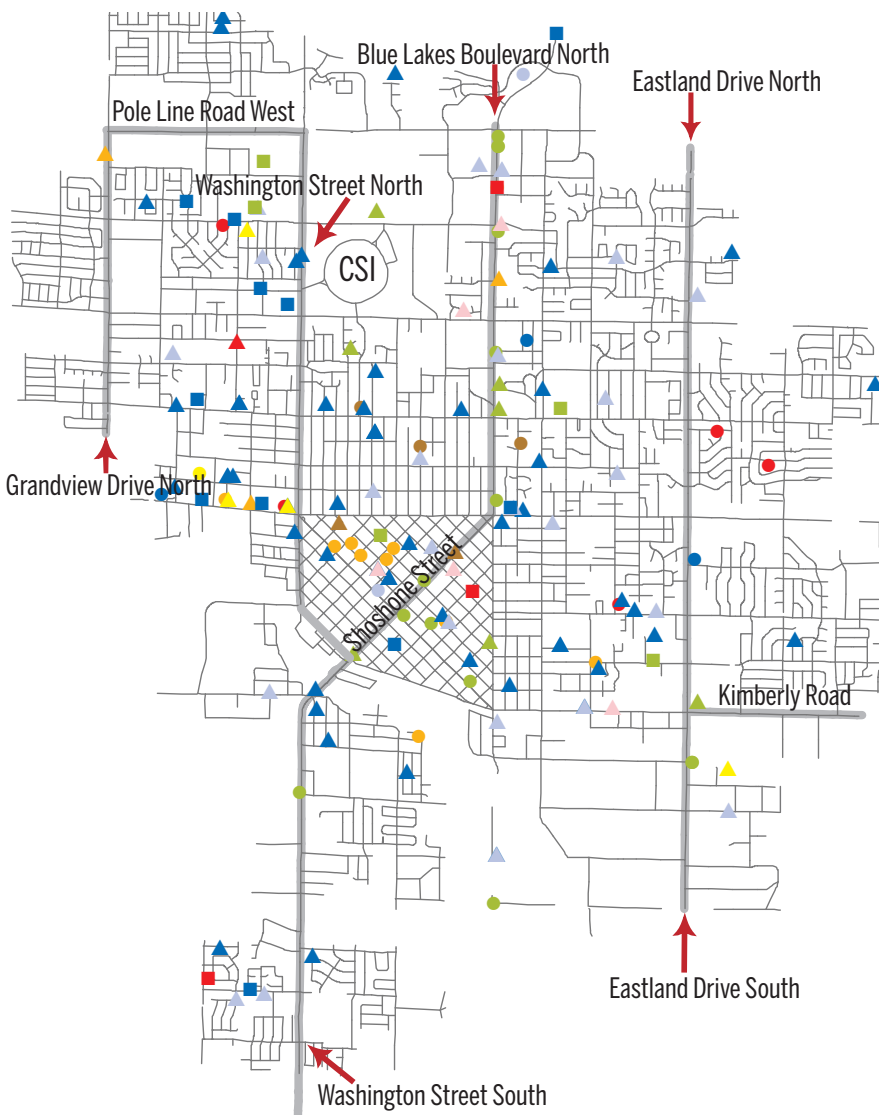 Blue Lakes Boulevard North
Eastland Drive North
Pole Line Road West
Washington Street North
CSI
Grandview Drive North
Shoshone Street
Kimberly Road
Eastland Drive South
Washington Street South